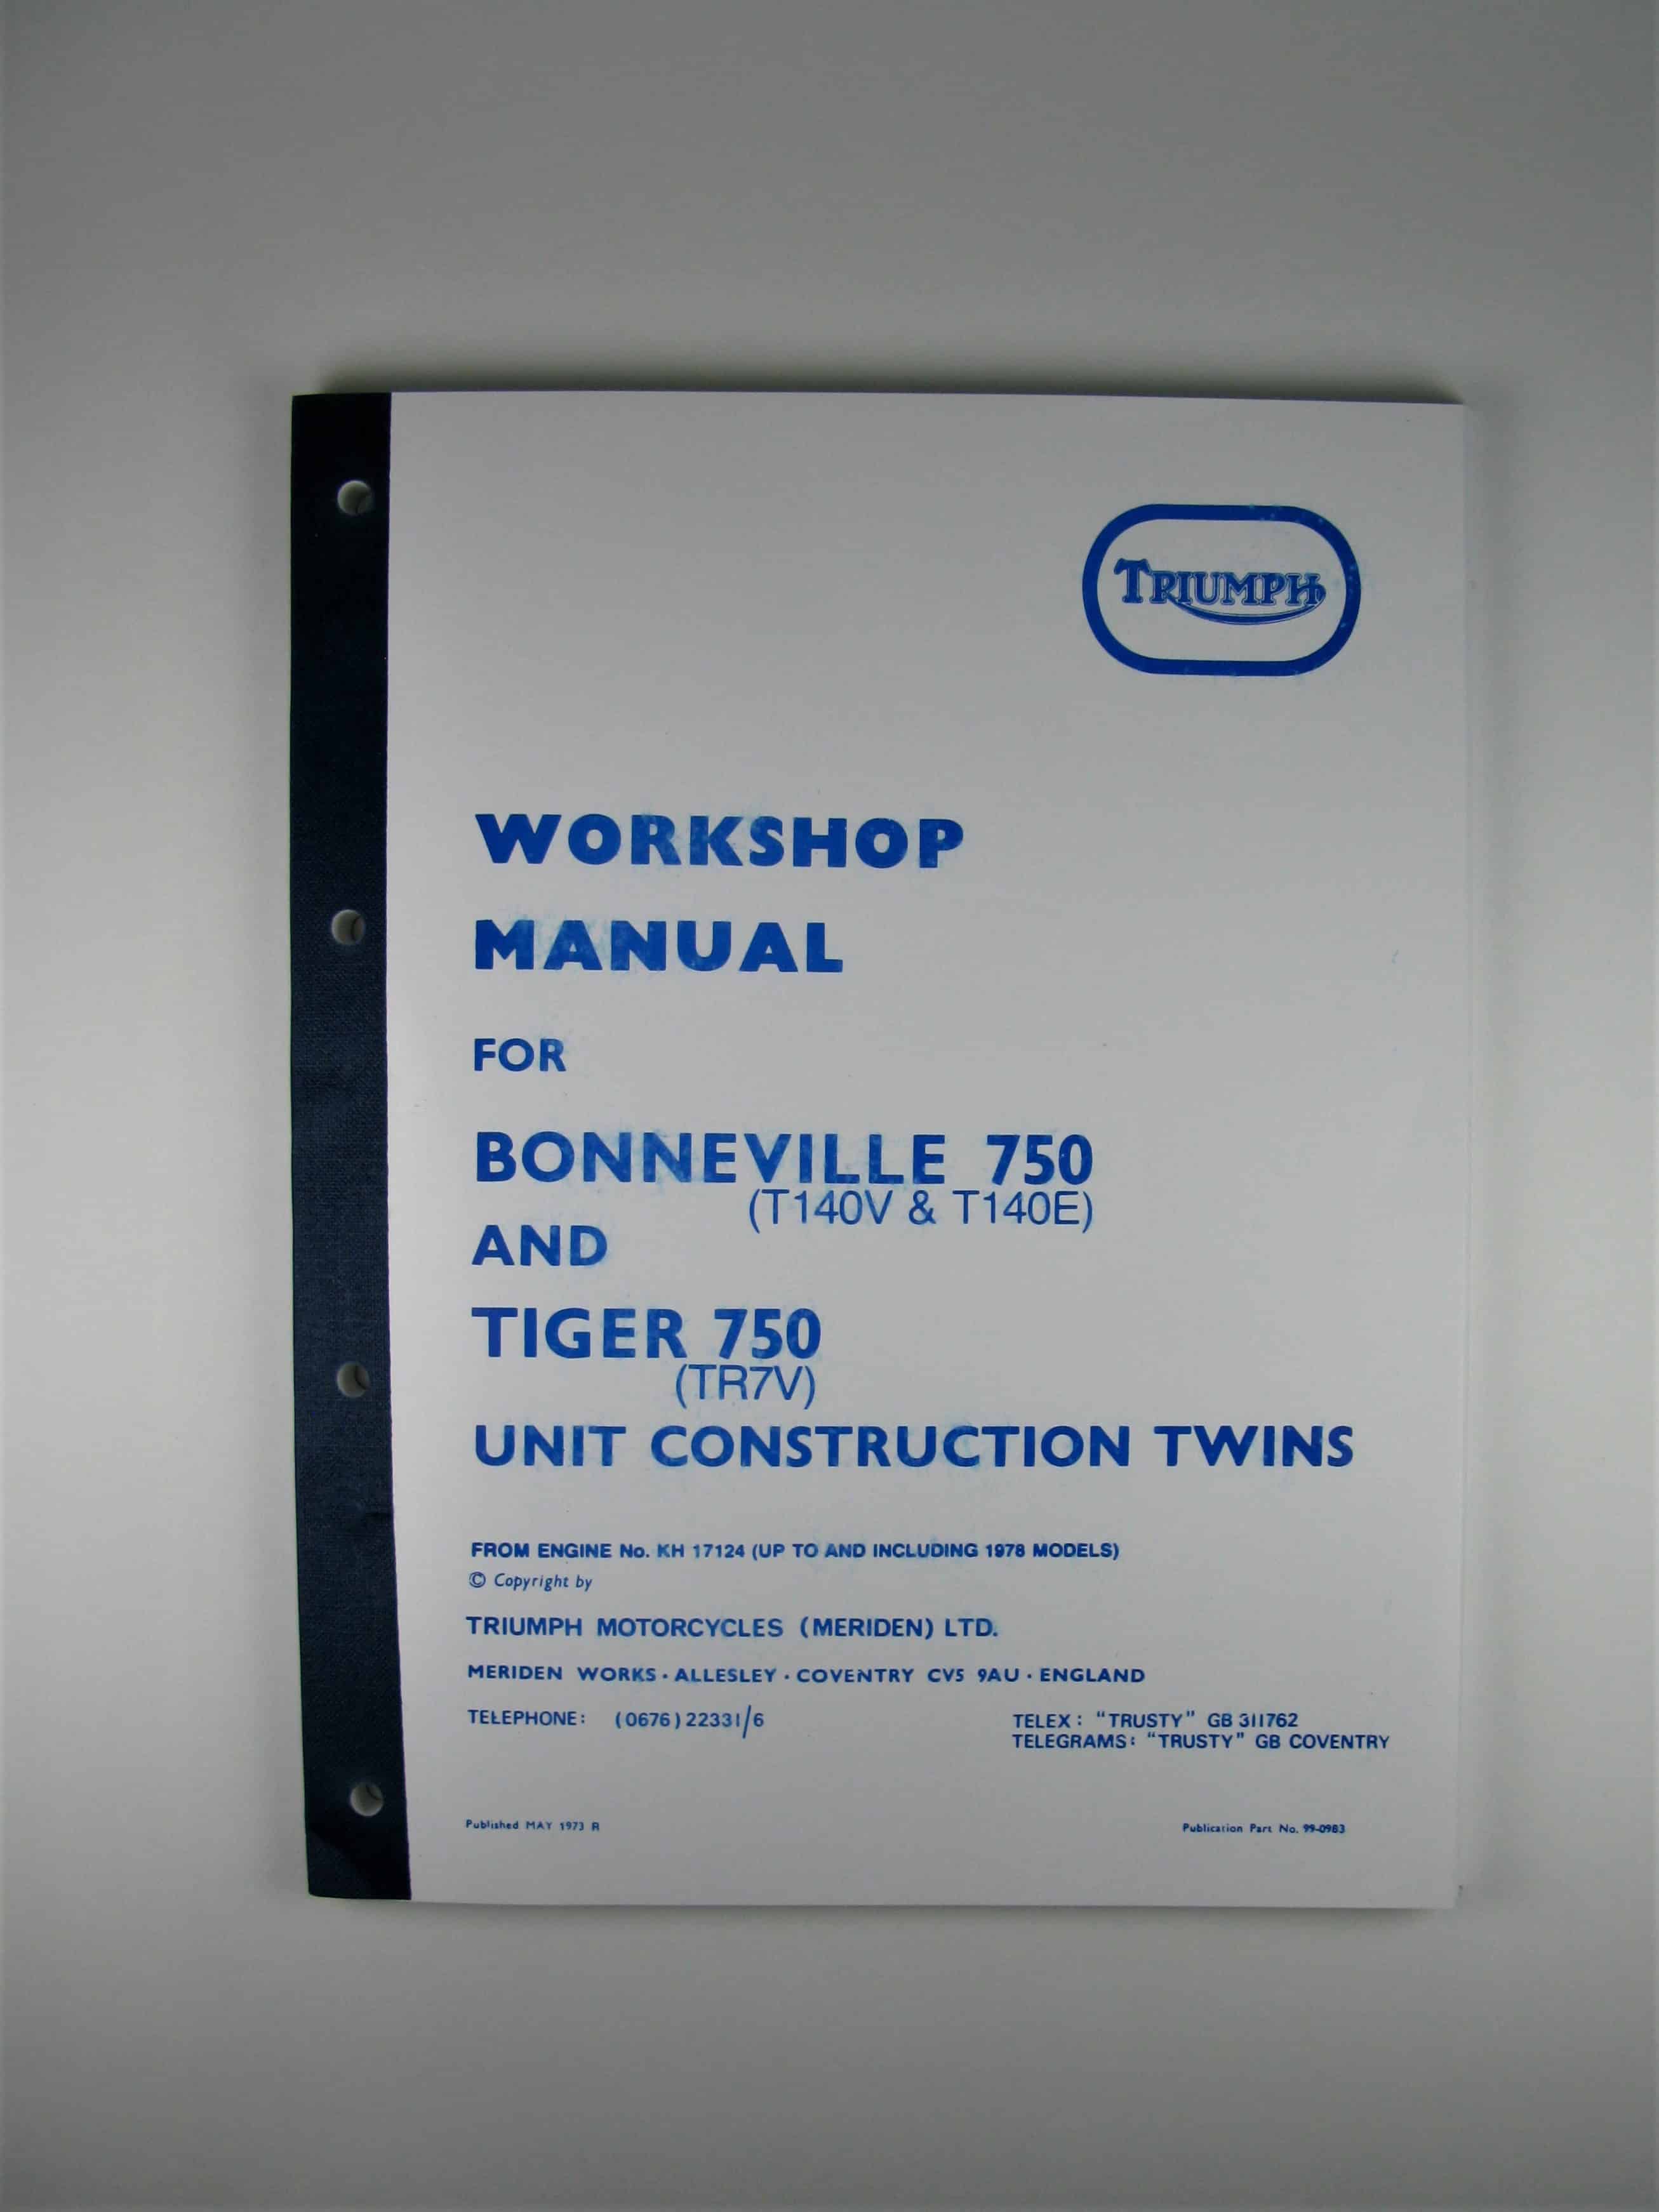 TRIUMPH
WORKSHOP
MANUAL
FOR
BONNEVILLE 750
(T140V & T140E)
AND
TIGER 750
(TR7V)
UNIT CONSTRUCTION TWINS
FROM ENGINE No. KH 17124 (UP TO AND INCLUDING 1978 MODELS)
© Copyright by
TRIUMPH MOTORCYCLES (MERIDEN) LTD.
MERIDEN WORKS · ALLESLEY · COVENTRY CV5 9AU · ENGLAND
TELEPHONE: (0676) 22331/6
TELEX: "TRUSTY" GB 311762
TELEGRAMS: "TRUSTY" GB COVENTRY
Published MAY 1973 R
Publication Part No. 99-0983